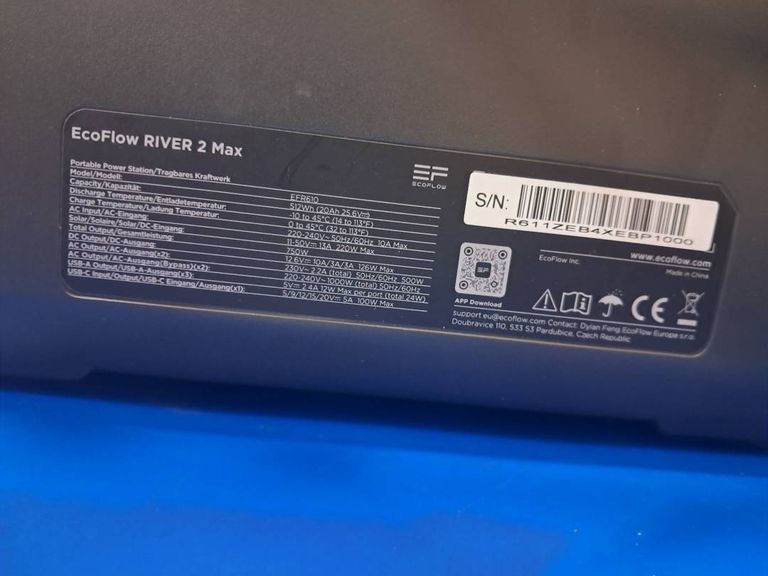 EcoFlow RIVER 2 Max
Portable Power Station/Tragbares Kraftwerk
Model/Modell: EFR610
Capacity/Kapazität: 512Wh (20Ah 25.6V⎓)
Discharge Temperature/Entladetemperatur: -10 to 45°C (14 to 113°F)
Charge Temperature/Ladung Temperatur: 0 to 45°C (32 to 113°F)
AC Input/AC-Eingang: 220-240V~ 50Hz/60Hz 10A Max
Solar/Solaire/Solar/DC-Eingang: 11-50V⎓ 13A 220W Max
Total Output/Gesamtleistung: 750W
DC Output/DC-Ausgang: 12.6V⎓ 10A/3A/3A 126W Max
AC Output/AC-Ausgang(x2): 230V~ 2.2A (total) 50Hz/60Hz 500W
AC Output/AC-Ausgang(Bypass)(x2): 220-240V~ 1000W (total) 50Hz/60Hz
USB-A Output/USB-A-Ausgang(x3): 5V⎓ 2.4A 12W Max per port (total 24W)
USB-C Input/Output/USB-C Eingang/Ausgang(x1): 5/9/12/15/20V⎓ 5A 100W Max
EF
ECOFLOW
S/N:
R611ZEB4XEBP1000
EF
APP Download
EcoFlow Inc.
www.ecoflow.com
Made in China
CE
support.eu@ecoflow.com Contact: Dylan Feng EcoFlow Europe s.r.o.
Doubravice 110, 533 53 Pardubice, Czech Republic